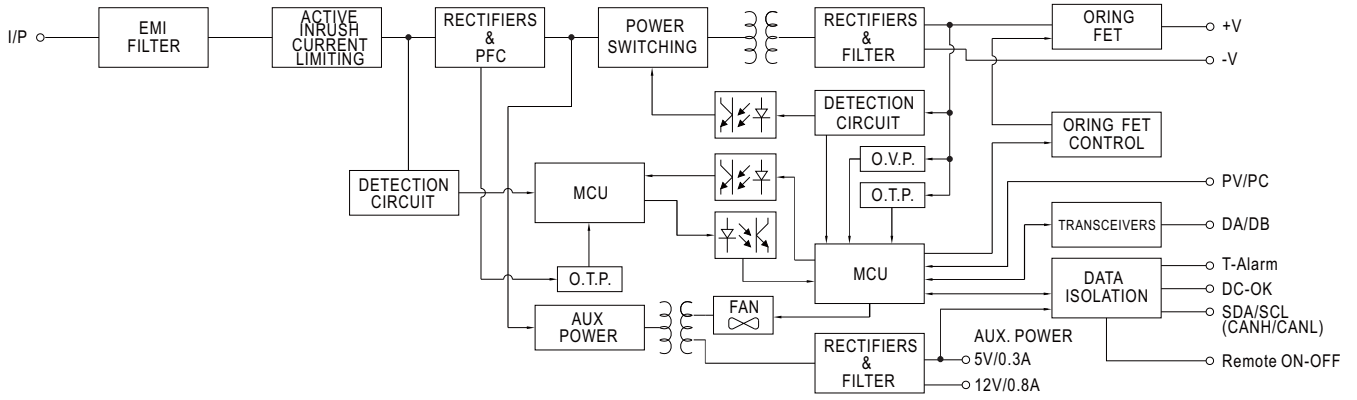 I/P
EMI
FILTER
ACTIVE
INRUSH
CURRENT
LIMITING
RECTIFIERS
&
PFC
POWER
SWITCHING
RECTIFIERS
&
FILTER
ORING
FET
+V
-V
DETECTION
CIRCUIT
ORING FET
CONTROL
O.V.P.
O.T.P.
DETECTION
CIRCUIT
MCU
PV/PC
TRANSCEIVERS
DA/DB
MCU
O.T.P.
DATA
ISOLATION
T-Alarm
DC-OK
SDA/SCL
(CANH/CANL)
AUX
POWER
FAN
RECTIFIERS
&
FILTER
AUX. POWER
5V/0.3A
12V/0.8A
Remote ON-OFF